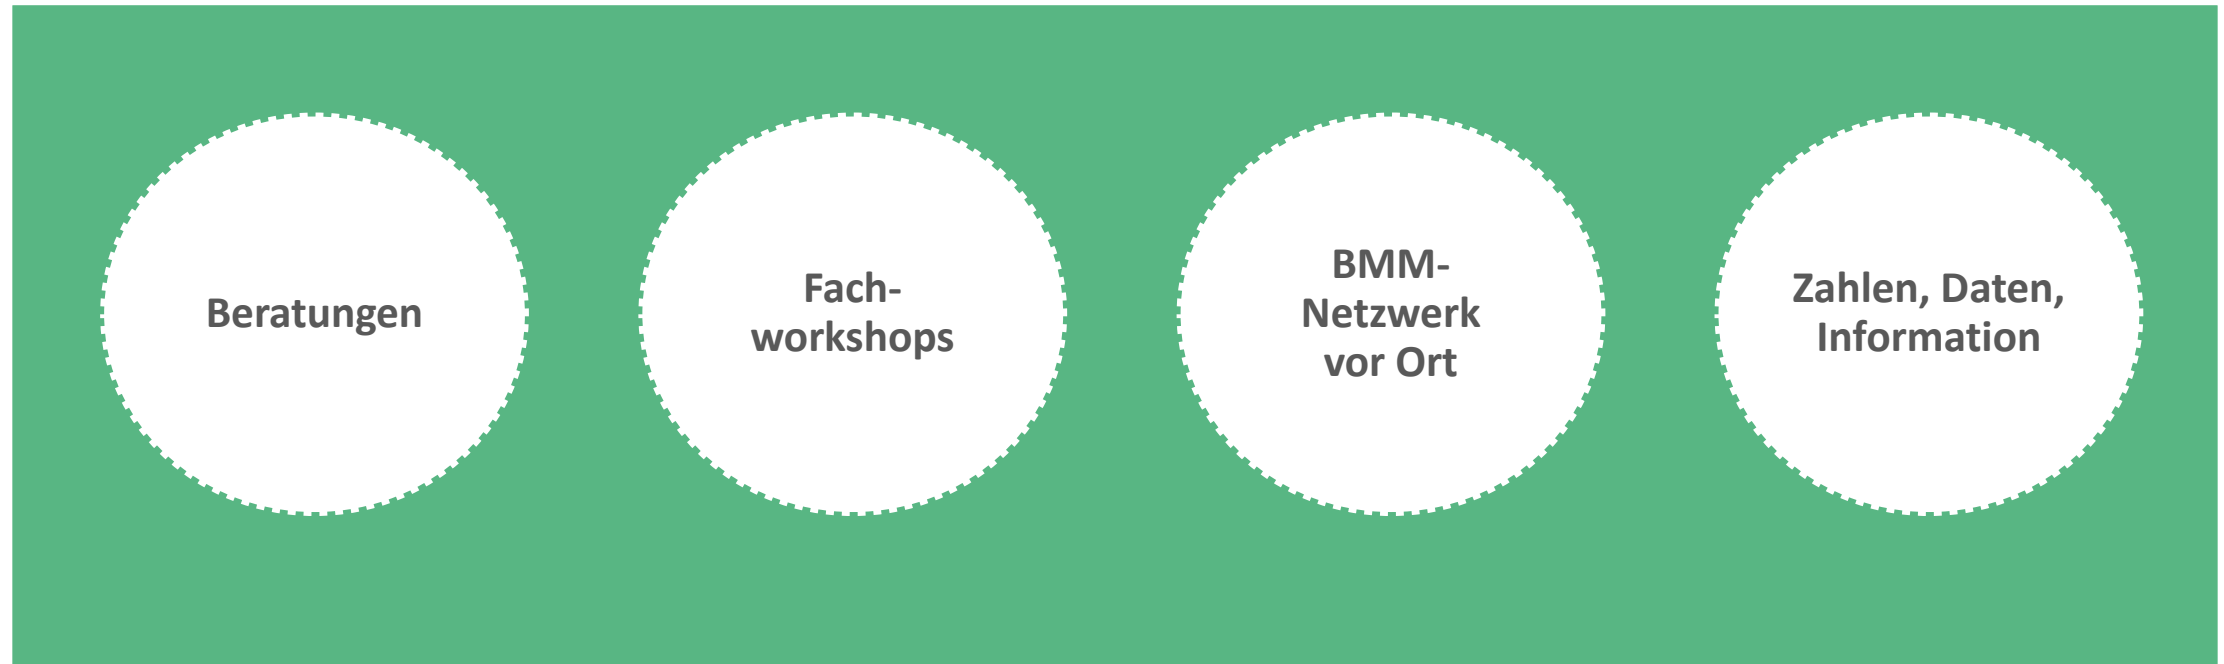 Beratungen
Fach-
workshops
BMM-
Netzwerk
vor Ort
Zahlen, Daten,
Information